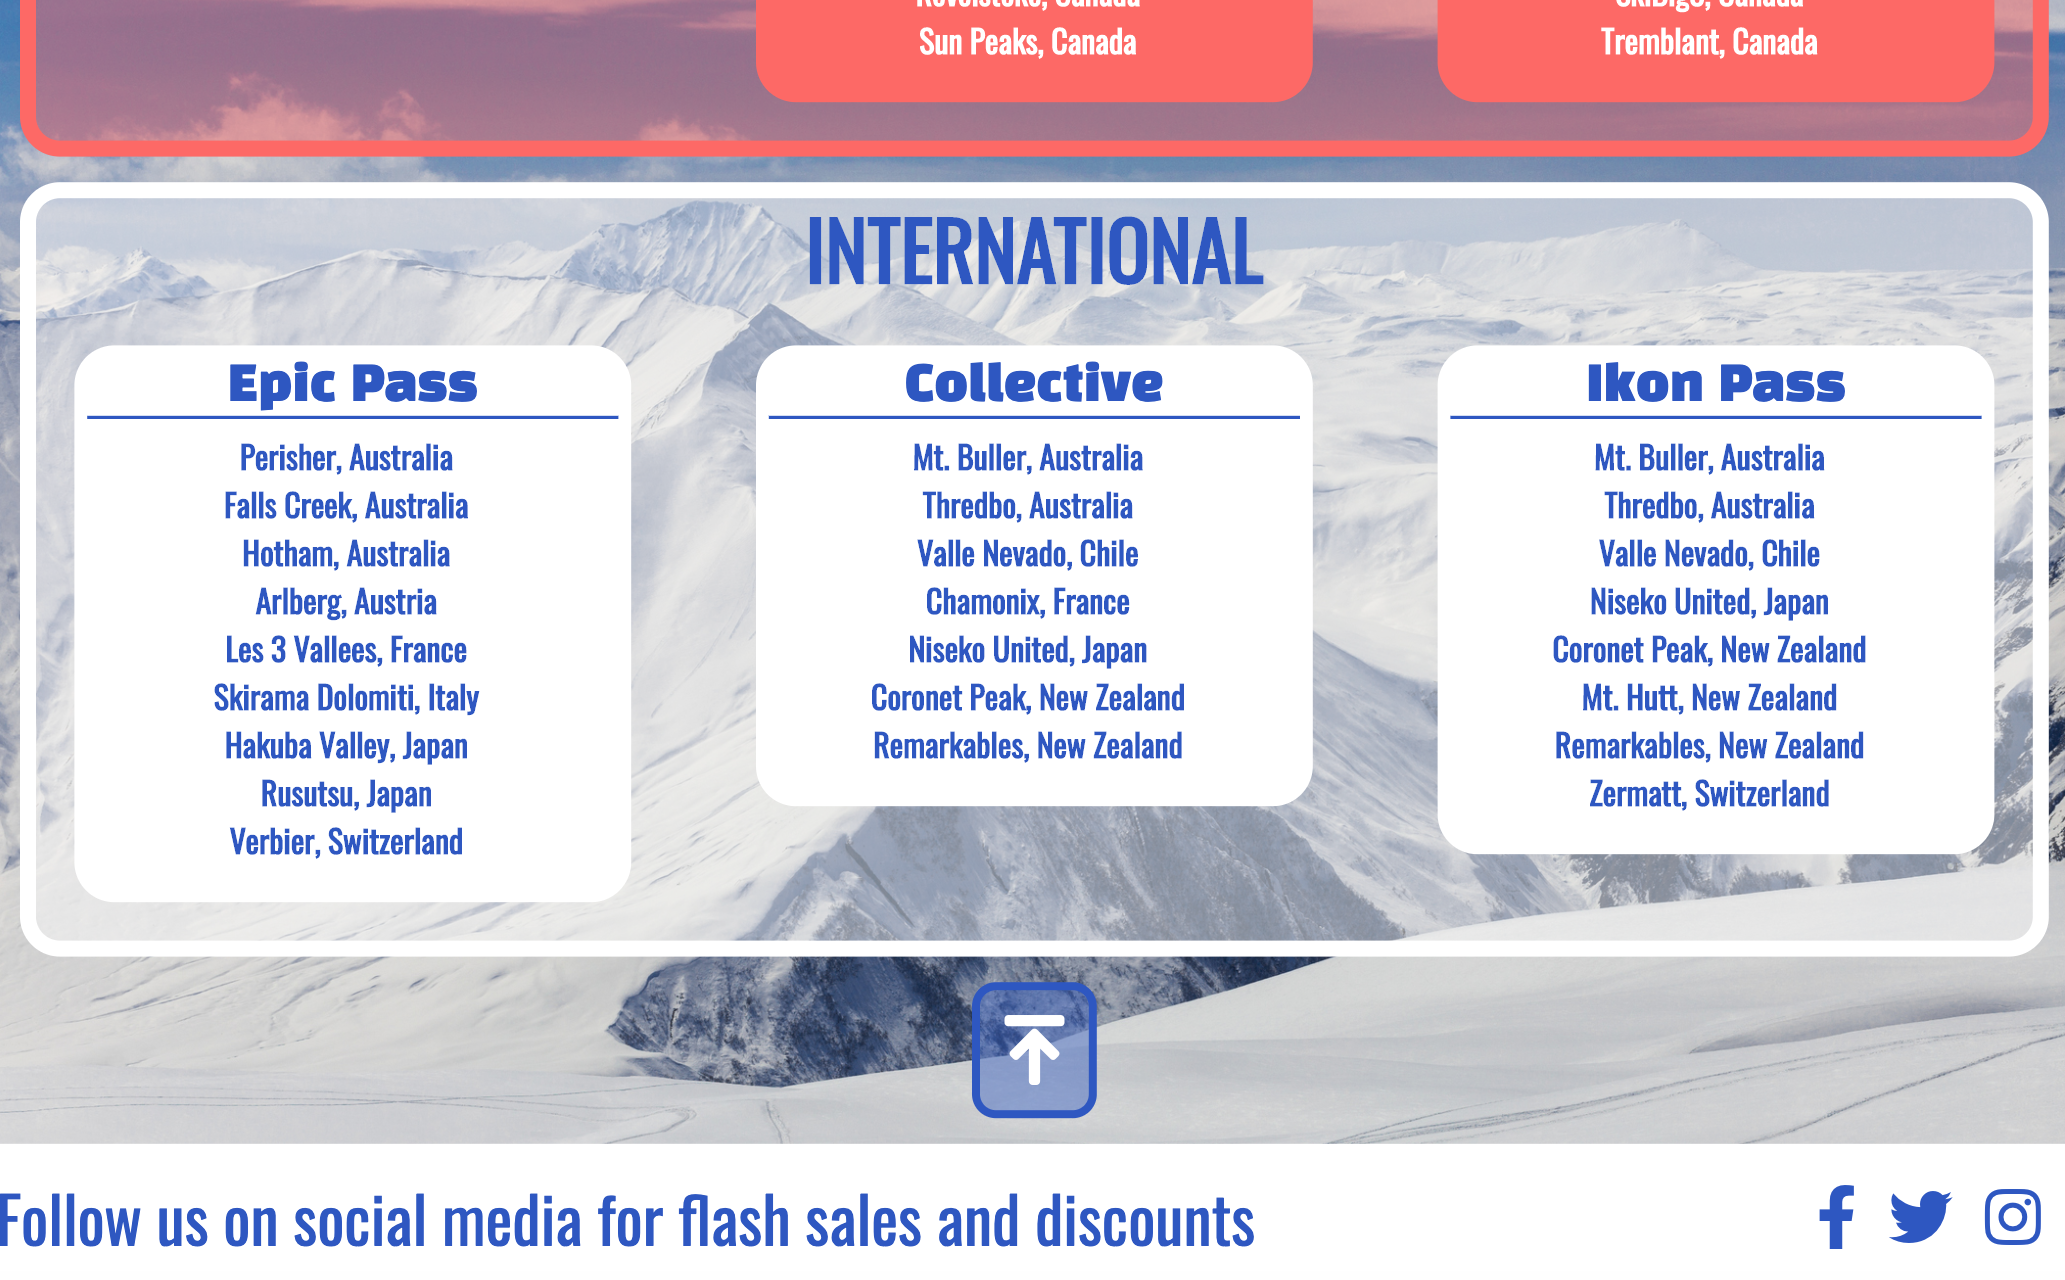 Revelstoke, Canada
Sun Peaks, Canada
SkiBig3, Canada
Tremblant, Canada
INTERNATIONAL
Epic Pass
Perisher, Australia
Falls Creek, Australia
Hotham, Australia
Arlberg, Austria
Les 3 Vallees, France
Skirama Dolomiti, Italy
Hakuba Valley, Japan
Rusutsu, Japan
Verbier, Switzerland
Collective
Mt. Buller, Australia
Thredbo, Australia
Valle Nevado, Chile
Chamonix, France
Niseko United, Japan
Coronet Peak, New Zealand
Remarkables, New Zealand
Ikon Pass
Mt. Buller, Australia
Thredbo, Australia
Valle Nevado, Chile
Niseko United, Japan
Coronet Peak, New Zealand
Mt. Hutt, New Zealand
Remarkables, New Zealand
Zermatt, Switzerland
Follow us on social media for flash sales and discounts